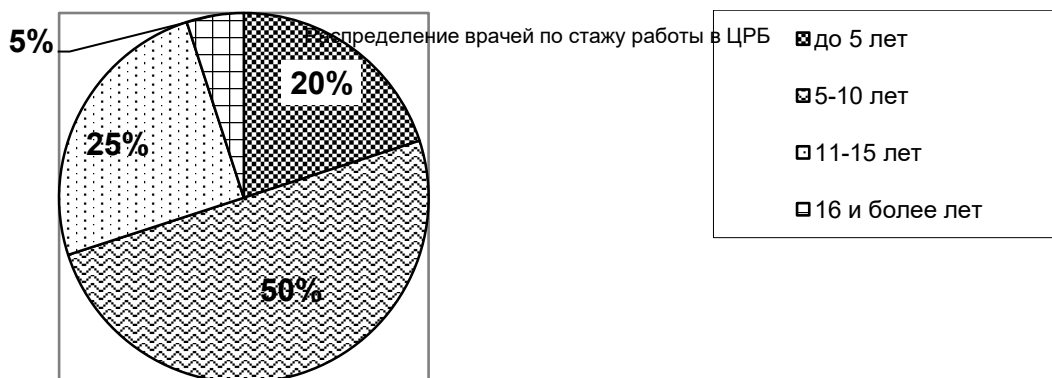 Распределение врачей по стажу работы в ЦРБ
5%
20%
25%
50%
до 5 лет
5-10 лет
11-15 лет
16 и более лет